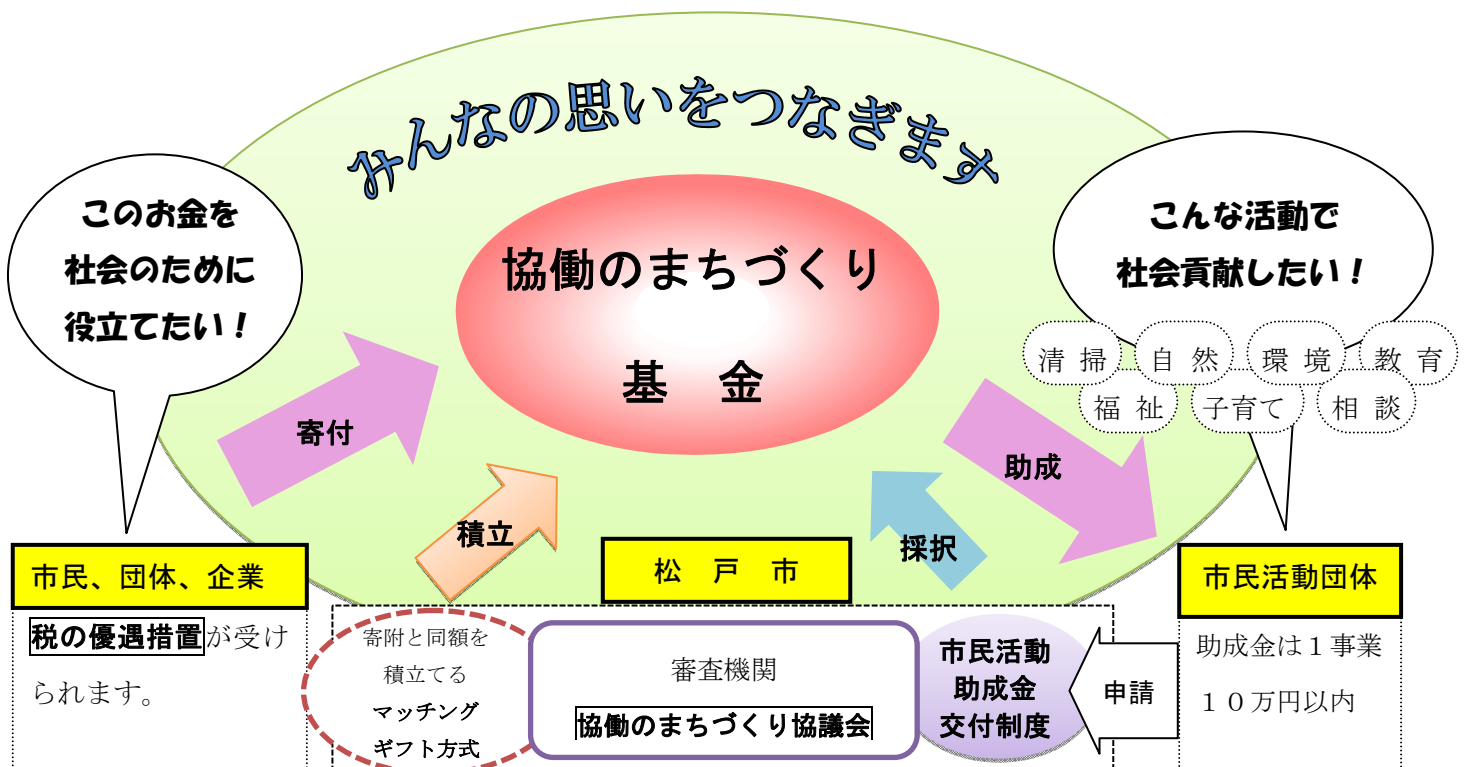 みんなの思いをつなぎます
このお金を
社会のために
役立てたい！
協働のまちづくり
基　金
こんな活動で
社会貢献したい！
清 掃
自 然
環 境
教 育
福 祉
子育て
相 談
寄付
積立
採択
助成
市民、団体、企業
税の優遇措置が受け
られます。
松　戸　市
寄附と同額を
積立てる
マッチング
ギフト方式
審査機関
協働のまちづくり協議会
市民活動
助成金
交付制度
申請
市民活動団体
助成金は１事業
１０万円以内